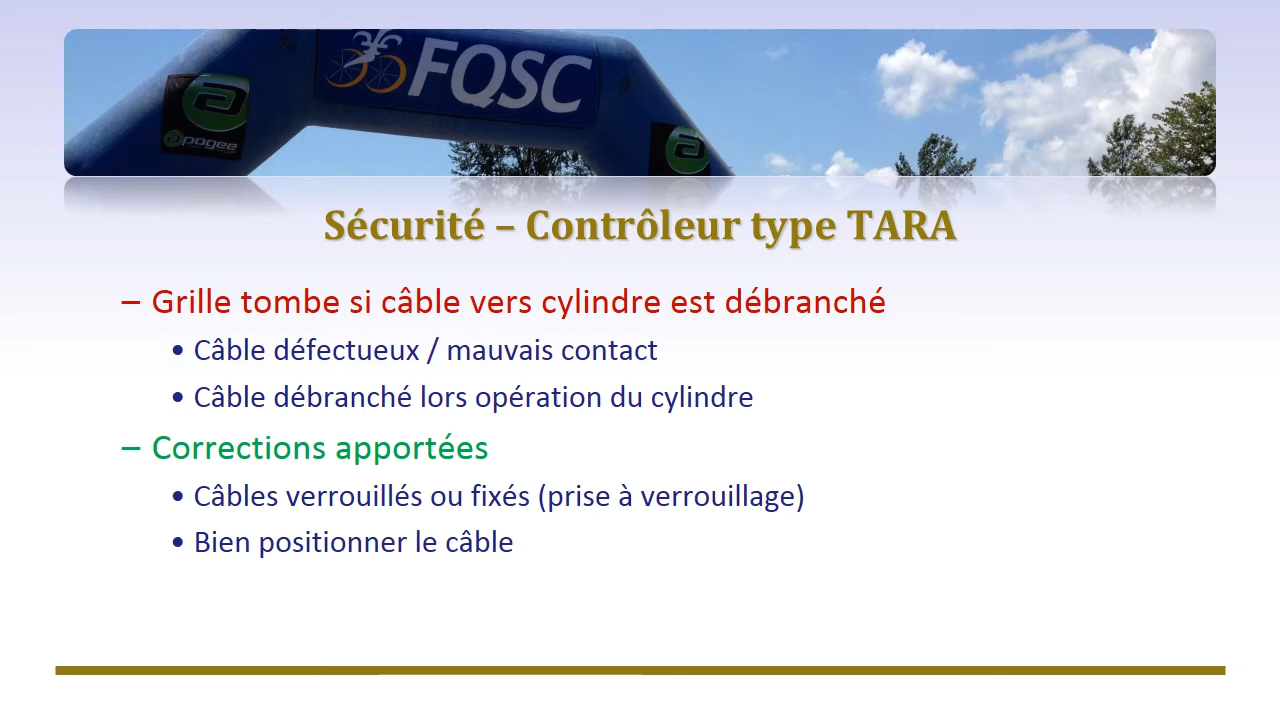 FQSC
apogee
Sécurité – Contrôleur type TARA
– Grille tombe si câble vers cylindre est débranché
• Câble défectueux / mauvais contact
• Câble débranché lors opération du cylindre
– Corrections apportées
• Câbles verrouillés ou fixés (prise à verrouillage)
• Bien positionner le câble